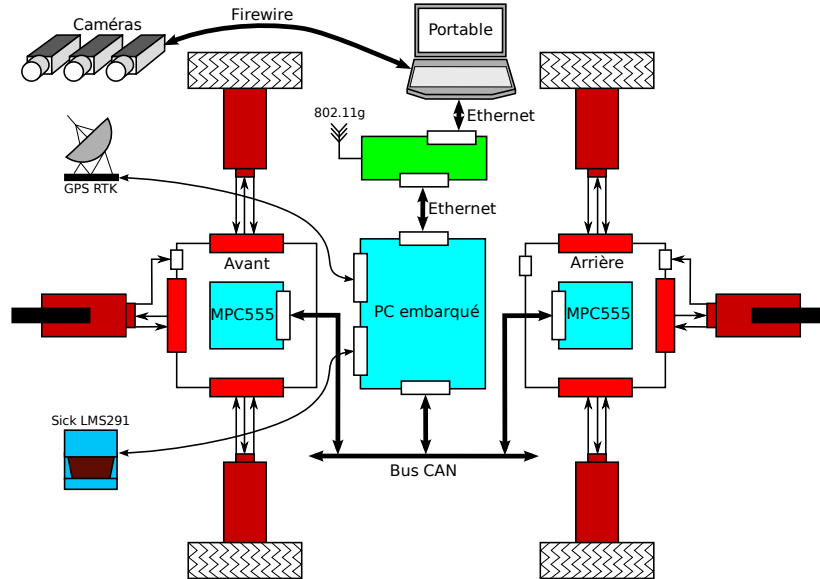 Firewire
Caméras
Portable
802.11g
Ethernet
GPS RTK
Ethernet
Avant
Arrière
MPC555
PC embarqué
MPC555
Sick LMS291
Bus CAN